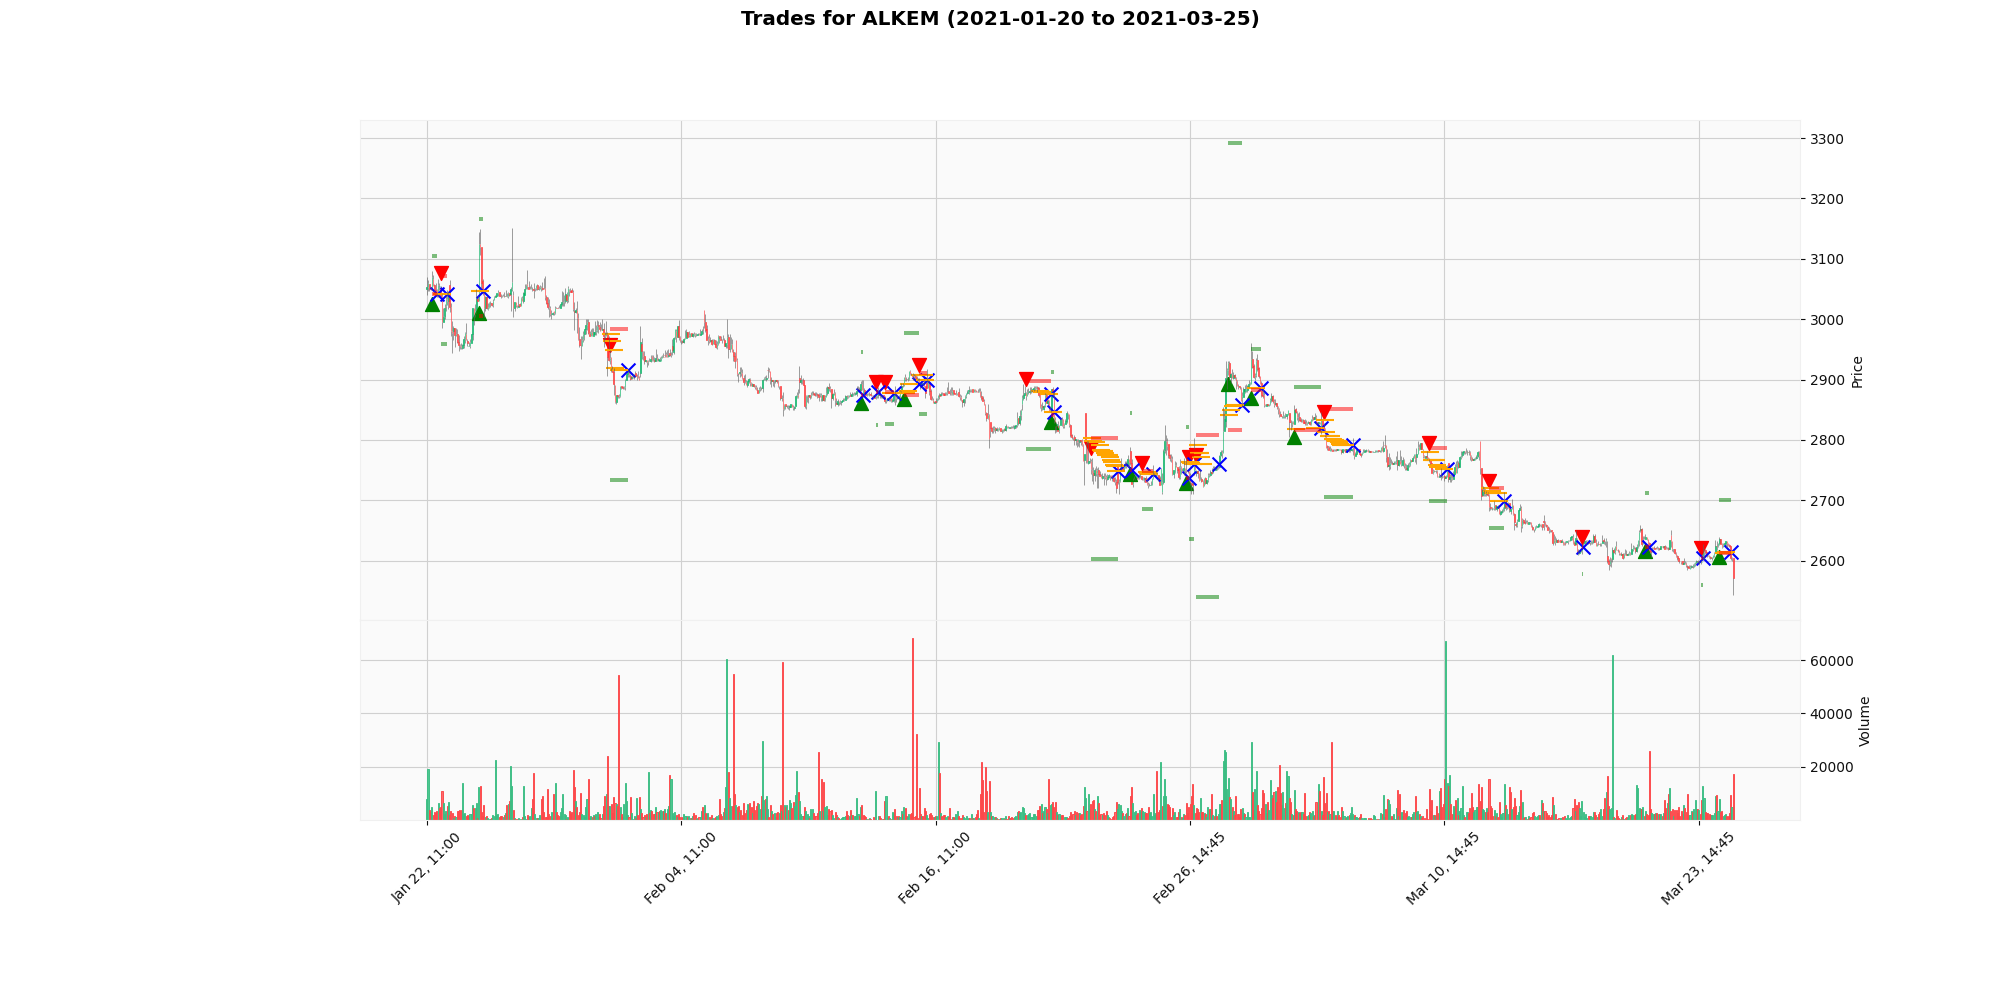 Trades for ALKEM (2021-01-20 to 2021-03-25)
3300
3200
3100
3000
2900
2800
2700
2600
Price
60000
40000
20000
Volume
Jan 22, 11:00
Feb 04, 11:00
Feb 16, 11:00
Feb 26, 14:45
Mar 10, 14:45
Mar 23, 14:45